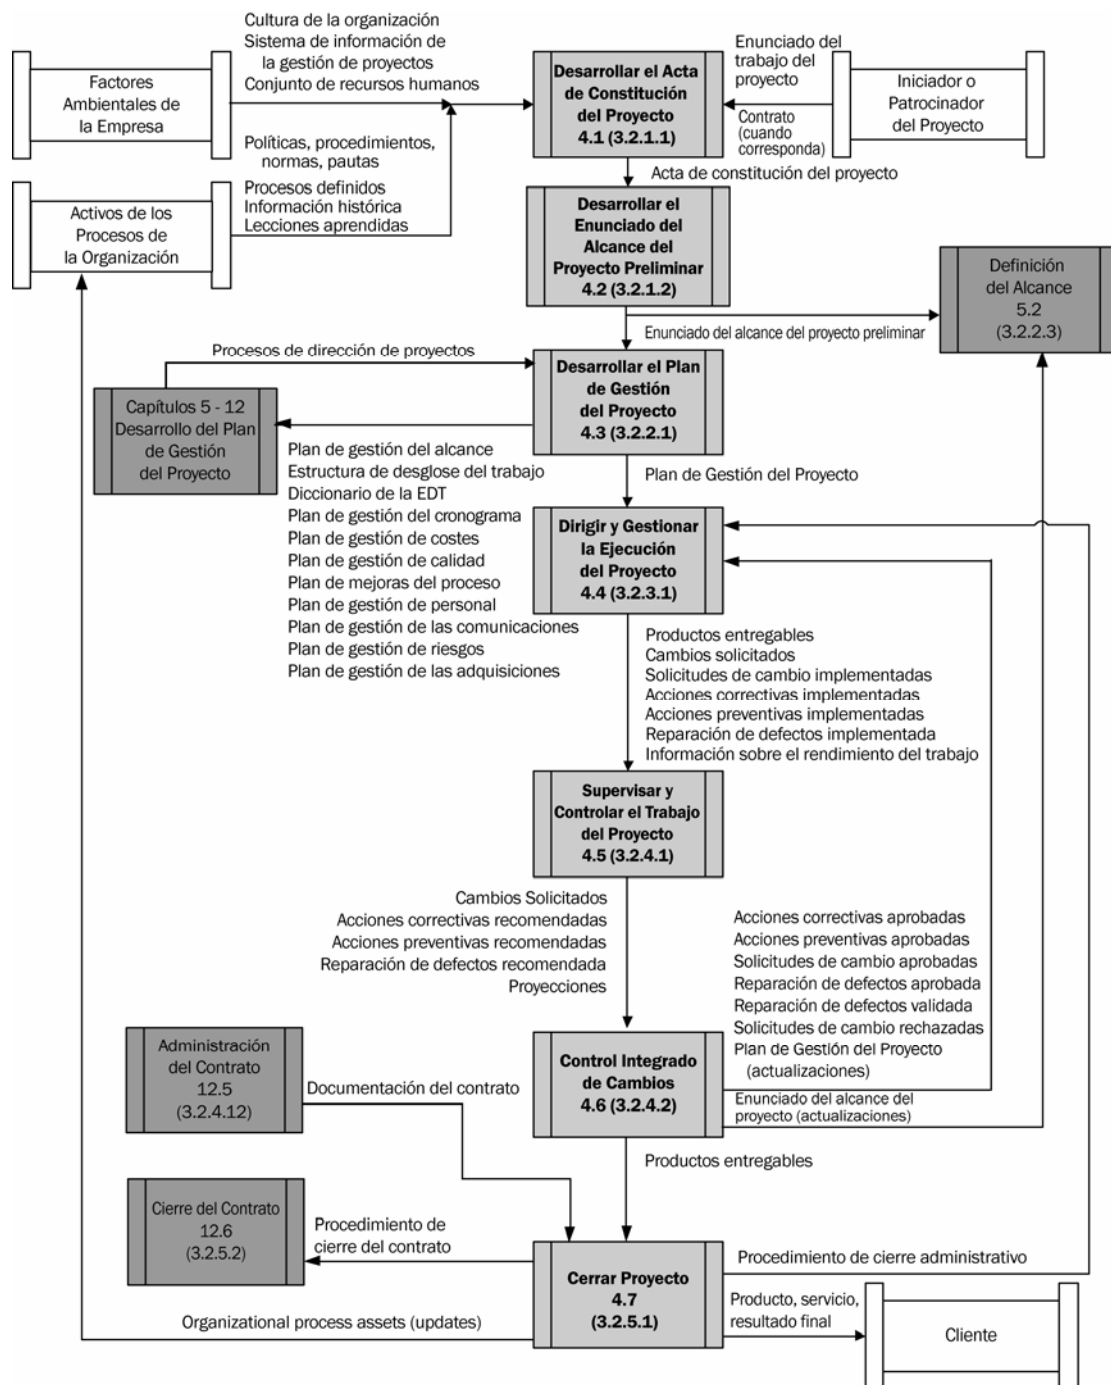 Cultura de la organización
Sistema de información de
la gestión de proyectos
Conjunto de recursos humanos
Factores
Ambientales de
la Empresa
Desarrollar el Acta
de Constitución
del Proyecto
4.1 (3.2.1.1)
Enunciado del
trabajo del
proyecto
Contrato
(cuando
corresponda)
Iniciador o
Patrocinador
del Proyecto
Políticas, procedimientos,
normas, pautas
Procesos definidos
Información histórica
Lecciones aprendidas
Activos de los
Procesos de
la Organización
Acta de constitución del proyecto
Desarrollar el
Enunciado del
Alcance del
Proyecto Preliminar
4.2 (3.2.1.2)
Definición
del Alcance
5.2
(3.2.2.3)
Enunciado del alcance del proyecto preliminar
Procesos de dirección de proyectos
Desarrollar el Plan
de Gestión
del Proyecto
4.3 (3.2.2.1)
Capítulos 5 - 12
Desarrollo del Plan
de Gestión
del Proyecto
Plan de gestión del alcance
Estructura de desglose del trabajo
Diccionario de la EDT
Plan de gestión del cronograma
Plan de gestión de costes
Plan de gestión de calidad
Plan de mejoras del proceso
Plan de gestión de personal
Plan de gestión de las comunicaciones
Plan de gestión de riesgos
Plan de gestión de las adquisiciones
Plan de Gestión del Proyecto
Dirigir y Gestionar
la Ejecución
del Proyecto
4.4 (3.2.3.1)
Productos entregables
Cambios solicitados
Solicitudes de cambio implementadas
Acciones correctivas implementadas
Acciones preventivas implementadas
Reparación de defectos implementada
Información sobre el rendimiento del trabajo
Supervisar y
Controlar el Trabajo
del Proyecto
4.5 (3.2.4.1)
Cambios Solicitados
Acciones correctivas recomendadas
Acciones preventivas recomendadas
Reparación de defectos recomendada
Proyecciones
Acciones correctivas aprobadas
Acciones preventivas aprobadas
Solicitudes de cambio aprobadas
Reparación de defectos aprobada
Reparación de defectos validada
Solicitudes de cambio rechazadas
Plan de Gestión del Proyecto
(actualizaciones)
Enunciado del alcance del
proyecto (actualizaciones)
Control Integrado
de Cambios
4.6 (3.2.4.2)
Administración
del Contrato
12.5
(3.2.4.12)
Documentación del contrato
Productos entregables
Cierre del Contrato
12.6
(3.2.5.2)
Procedimiento de
cierre del contrato
Cerrar Proyecto
4.7
(3.2.5.1)
Procedimiento de cierre administrativo
Producto, servicio,
resultado final
Cliente
Organizational process assets (updates)